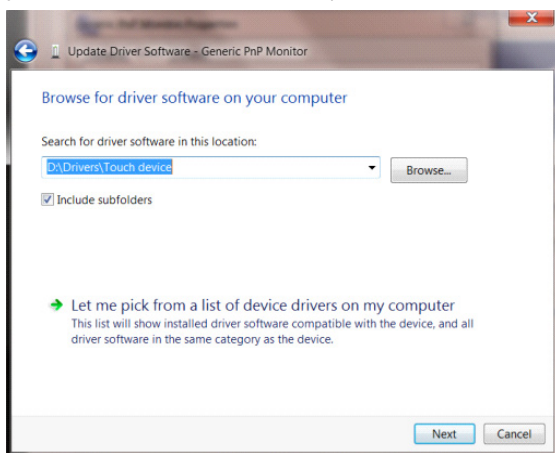 Update Driver Software - Generic PnP Monitor
Browse for driver software on your computer
Search for driver software in this location:
D:\Drivers\Touch device
Browse...
Include subfolders
Let me pick from a list of device drivers on my computer
This list will show installed driver software compatible with the device, and all
driver software in the same category as the device.
Next Cancel